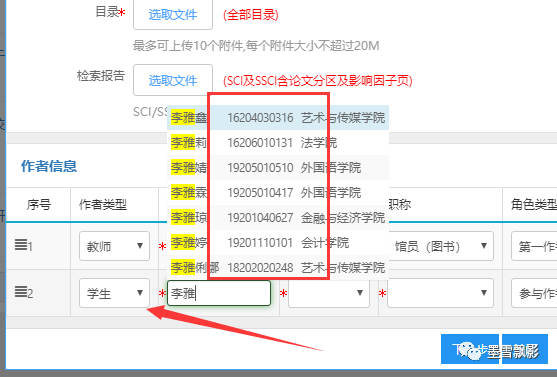 目录* 选取文件 (全部目录)
最多可上传10个附件,每个附件大小不超过20M
检索报告 选取文件 (SCI及SSCI含论文分区及影响因子页)
SCI/SS
李雅鑫 16204030316 艺术与传媒学院
李雅莉 16206010131 法学院
李雅婧 19205010510 外国语学院
李雅霖 19205010417 外国语学院
李雅琼 19201040627 金融与经济学院
李雅婷 19201110101 会计学院
李雅俐娜 18202020248 艺术与传媒学院
作者信息
序号 作者类型 职称 角色类型
1 教师 * 馆员（图书） 第一作
2 学生 * 李雅 * * 参与作
墨雪飘影